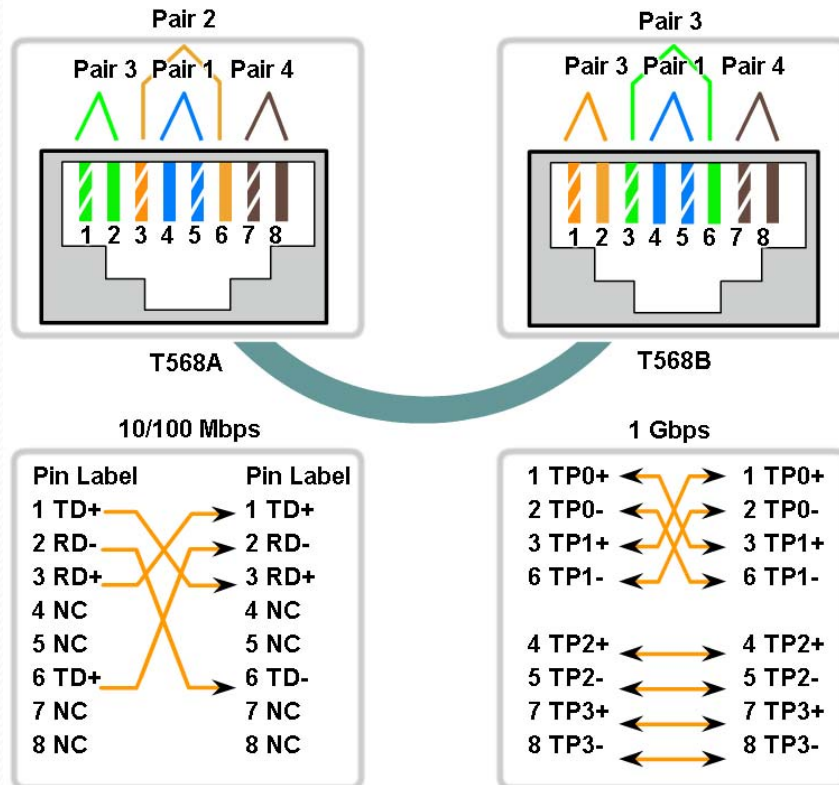 Pair 2
Pair 3 Pair 1 Pair 4
1 2 3 4 5 6 7 8
T568A
Pair 3
Pair 3 Pair 1 Pair 4
1 2 3 4 5 6 7 8
T568B
10/100 Mbps
Pin Label Pin Label
1 TD+ 1 TD+
2 RD- 2 RD-
3 RD+ 3 RD+
4 NC 4 NC
5 NC 5 NC
6 TD+ 6 TD-
7 NC 7 NC
8 NC 8 NC
1 Gbps
1 TP0+ 1 TP0+
2 TP0- 2 TP0-
3 TP1+ 3 TP1+
6 TP1- 6 TP1-
4 TP2+ 4 TP2+
5 TP2- 5 TP2-
7 TP3+ 7 TP3+
8 TP3- 8 TP3-